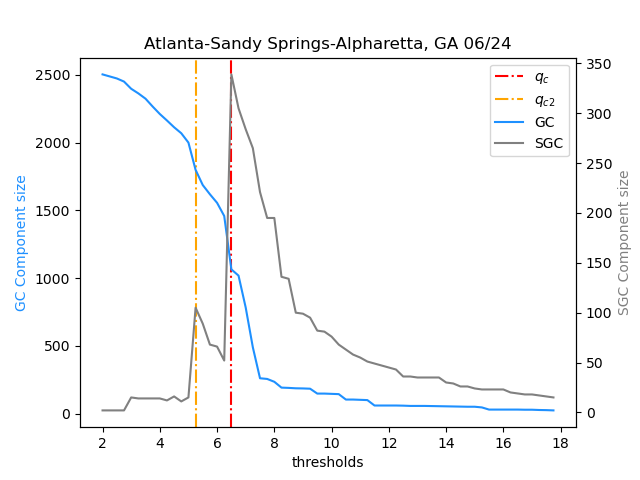 Atlanta-Sandy Springs-Alpharetta, GA 06/24
q_c
q_c2
GC
SGC
GC Component size
2500
2000
1500
1000
500
0
350
300
250
200
150
100
50
0
SGC Component size
2 4 6 8 10 12 14 16 18
thresholds